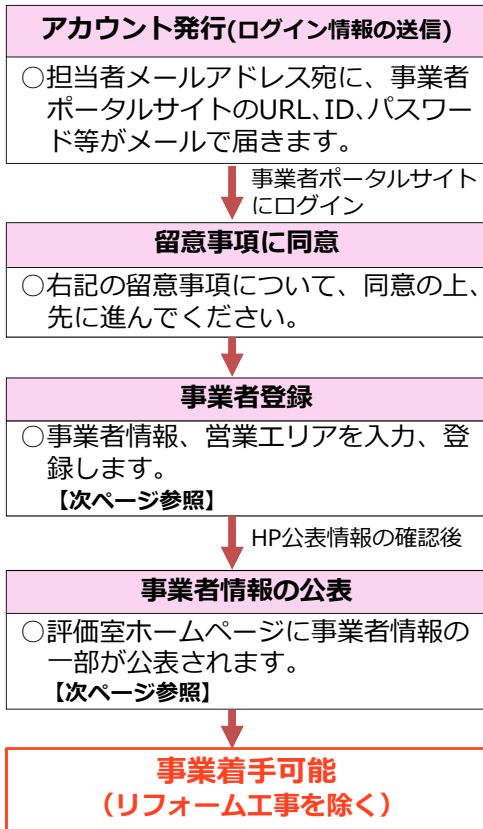 アカウント発行(ログイン情報の送信)
○担当者メールアドレス宛に、事業者
ポータルサイトのURL、ID、パスワー
ド等がメールで届きます。
事業者ポータルサイト
にログイン
留意事項に同意
○右記の留意事項について、同意の上、
先に進んでください。
事業者登録
○事業者情報、営業エリアを入力、登
録します。
【次ページ参照】
HP公表情報の確認後
事業者情報の公表
○評価室ホームページに事業者情報の
一部が公表されます。
【次ページ参照】
事業着手可能
（リフォーム工事を除く）